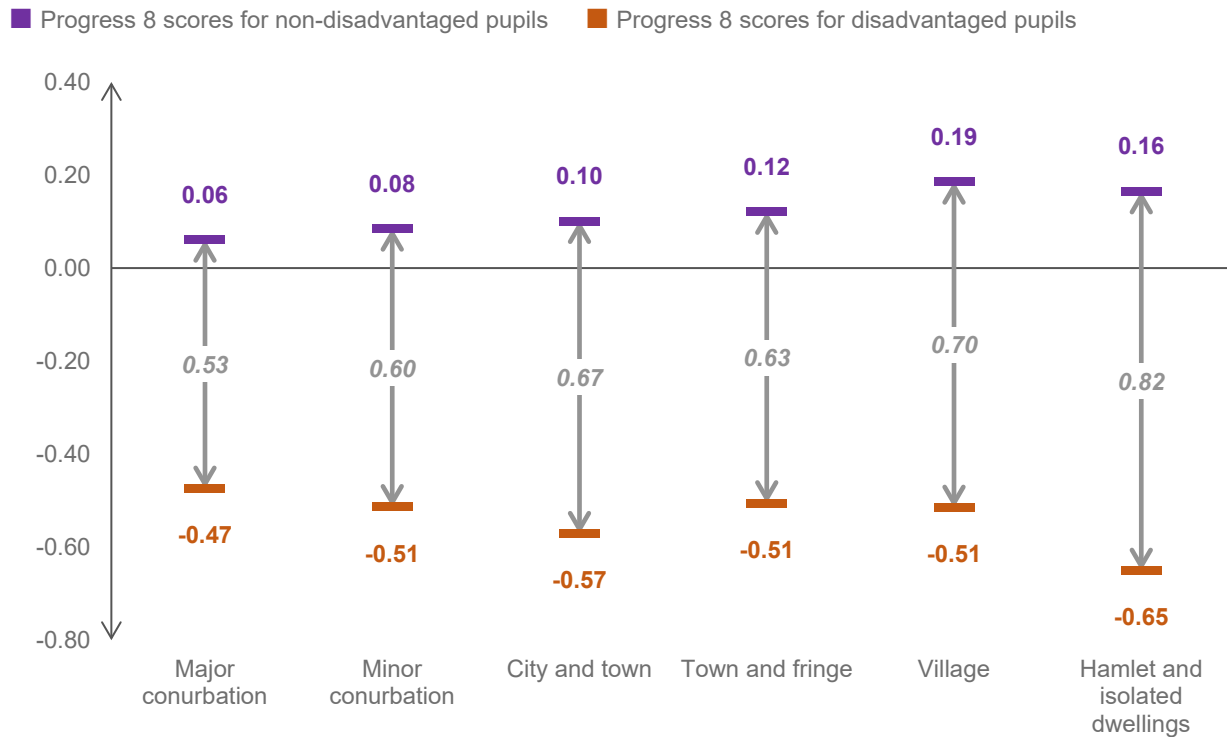 Progress 8 scores for non-disadvantaged pupils Progress 8 scores for disadvantaged pupils
0.40
0.20
0.00
-0.20
-0.40
-0.60
-0.80
0.06 0.08 0.10 0.12 0.19 0.16
0.53 0.60 0.67 0.63 0.70 0.82
-0.47 -0.51 -0.57 -0.51 -0.51 -0.65
Major
conurbation
Minor
conurbation
City and town
Town and fringe
Village
Hamlet and
isolated
dwellings